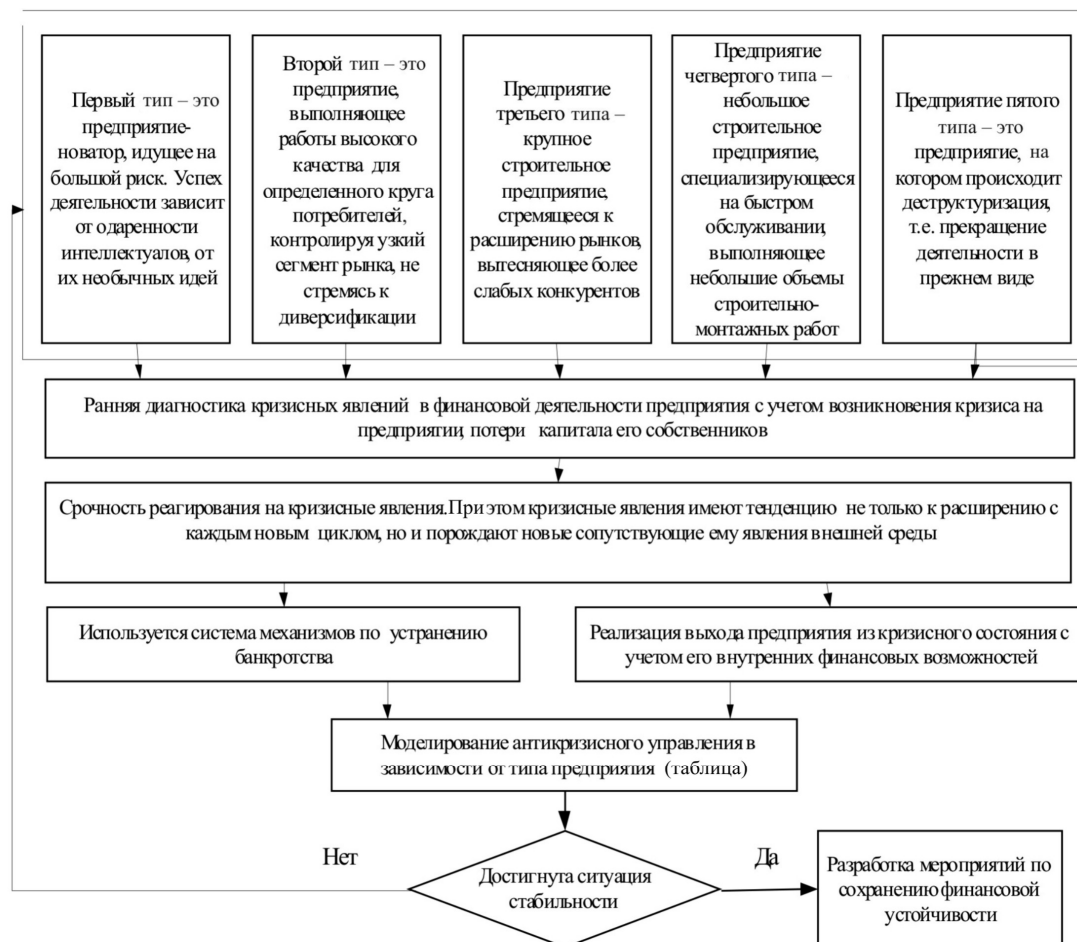 Первый тип – это
предприятие-
новатор, идущее на
большой риск. Успех
деятельности зависит
от одаренности
интеллектуалов, от
их необычных идей
Второй тип – это
предприятие,
выполняющее
работы высокого
качества для
определенного круга
потребителей,
контролируя узкий
сегмент рынка, не
стремясь к
диверсификации
Предприятие
третьего типа –
крупное
строительное
предприятие,
стремящееся к
расширению рынков,
вытесняющее более
слабых конкурентов
Предприятие
четвертого типа –
небольшое
строительное
предприятие,
специализирующееся
на быстром
обслуживании,
выполняющее
небольшие объемы
строительно-
монтажных работ
Предприятие пятого
типа – это
предприятие, на
котором происходит
деструктуризация,
т.е. прекращение
деятельности в
прежнем виде
Ранняя диагностика кризисных явлений в финансовой деятельности предприятия с учетом возникновения кризиса на
предприятии, потери капитала его собственников
Срочность реагирования на кризисные явления.При этом кризисные явления имеют тенденцию не только к расширению с
каждым новым циклом, но и порождают новые сопутствующие ему явления внешней среды
Используется система механизмов по устранению
банкротства
Реализация выхода предприятия из кризисного состояния с
учетом его внутренних финансовых возможностей
Моделирование антикризисного управления в
зависимости от типа предприятия (таблица)
Нет
Достигнута ситуация
стабильности
Да
Разработка мероприятий по
сохранению финансовой
устойчивости